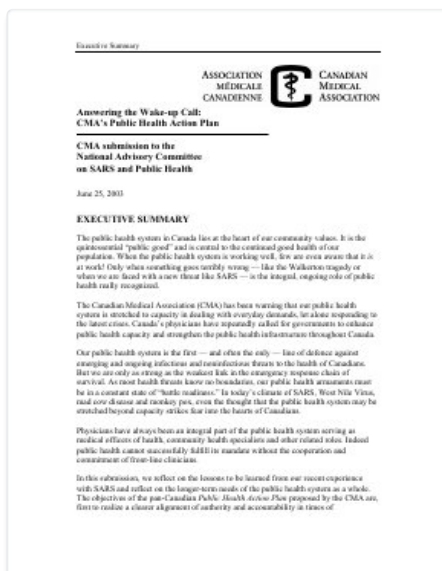 Executive Summary
ASSOCIATION
MÉDICALE
CANADIENNE
CANADIAN
MEDICAL
ASSOCIATION
Answering the Wake-up Call:
CMA's Public Health Action Plan
CMA submission to the
National Advisory Committee
on SARS and Public Health
June 25, 2003
EXECUTIVE SUMMARY
The public health system in Canada lies at the heart of our community values. It is the
quintessential "public good" and is central to the continued good health of our
population. When the public health system is working well, few are even aware that it is
at work! Only when something goes terribly wrong — like the Walkerton tragedy or
when we are faced with a new threat like SARS — is the integral, ongoing role of public
health really recognized.
The Canadian Medical Association (CMA) has been warning that our public health
system is stretched to capacity in dealing with everyday demands, let alone responding to
the latest crises. Canada's physicians have repeatedly called for governments to enhance
public health capacity and strengthen the public health infrastructure throughout Canada.
Our public health system is the first — and often the only — line of defence against
emerging and ongoing infectious and noninfectious threats to the health of Canadians.
But we are only as strong as the weakest link in the emergency response chain of
survival. As most health threats know no boundaries, our public health armaments must
be in a constant state of "battle readiness." In today's climate of SARS, West Nile Virus,
mad cow disease and monkey pox, even the thought that the public health system may be
stretched beyond capacity strikes fear into the hearts of Canadians.
Physicians have always been an integral part of the public health system serving as
medical officers of health, community health specialists and other related roles. Indeed
public health cannot successfully fulfill its mandate without the cooperation and
commitment of front-line clinicians.
In this submission, we reflect on the lessons to be learned from our recent experience
with SARS and reflect on the longer-term needs of the public health system as a whole.
The objectives of the pan-Canadian Public Health Action Plan proposed by the CMA are,
first to realize a clearer alignment of authority and accountability in times of